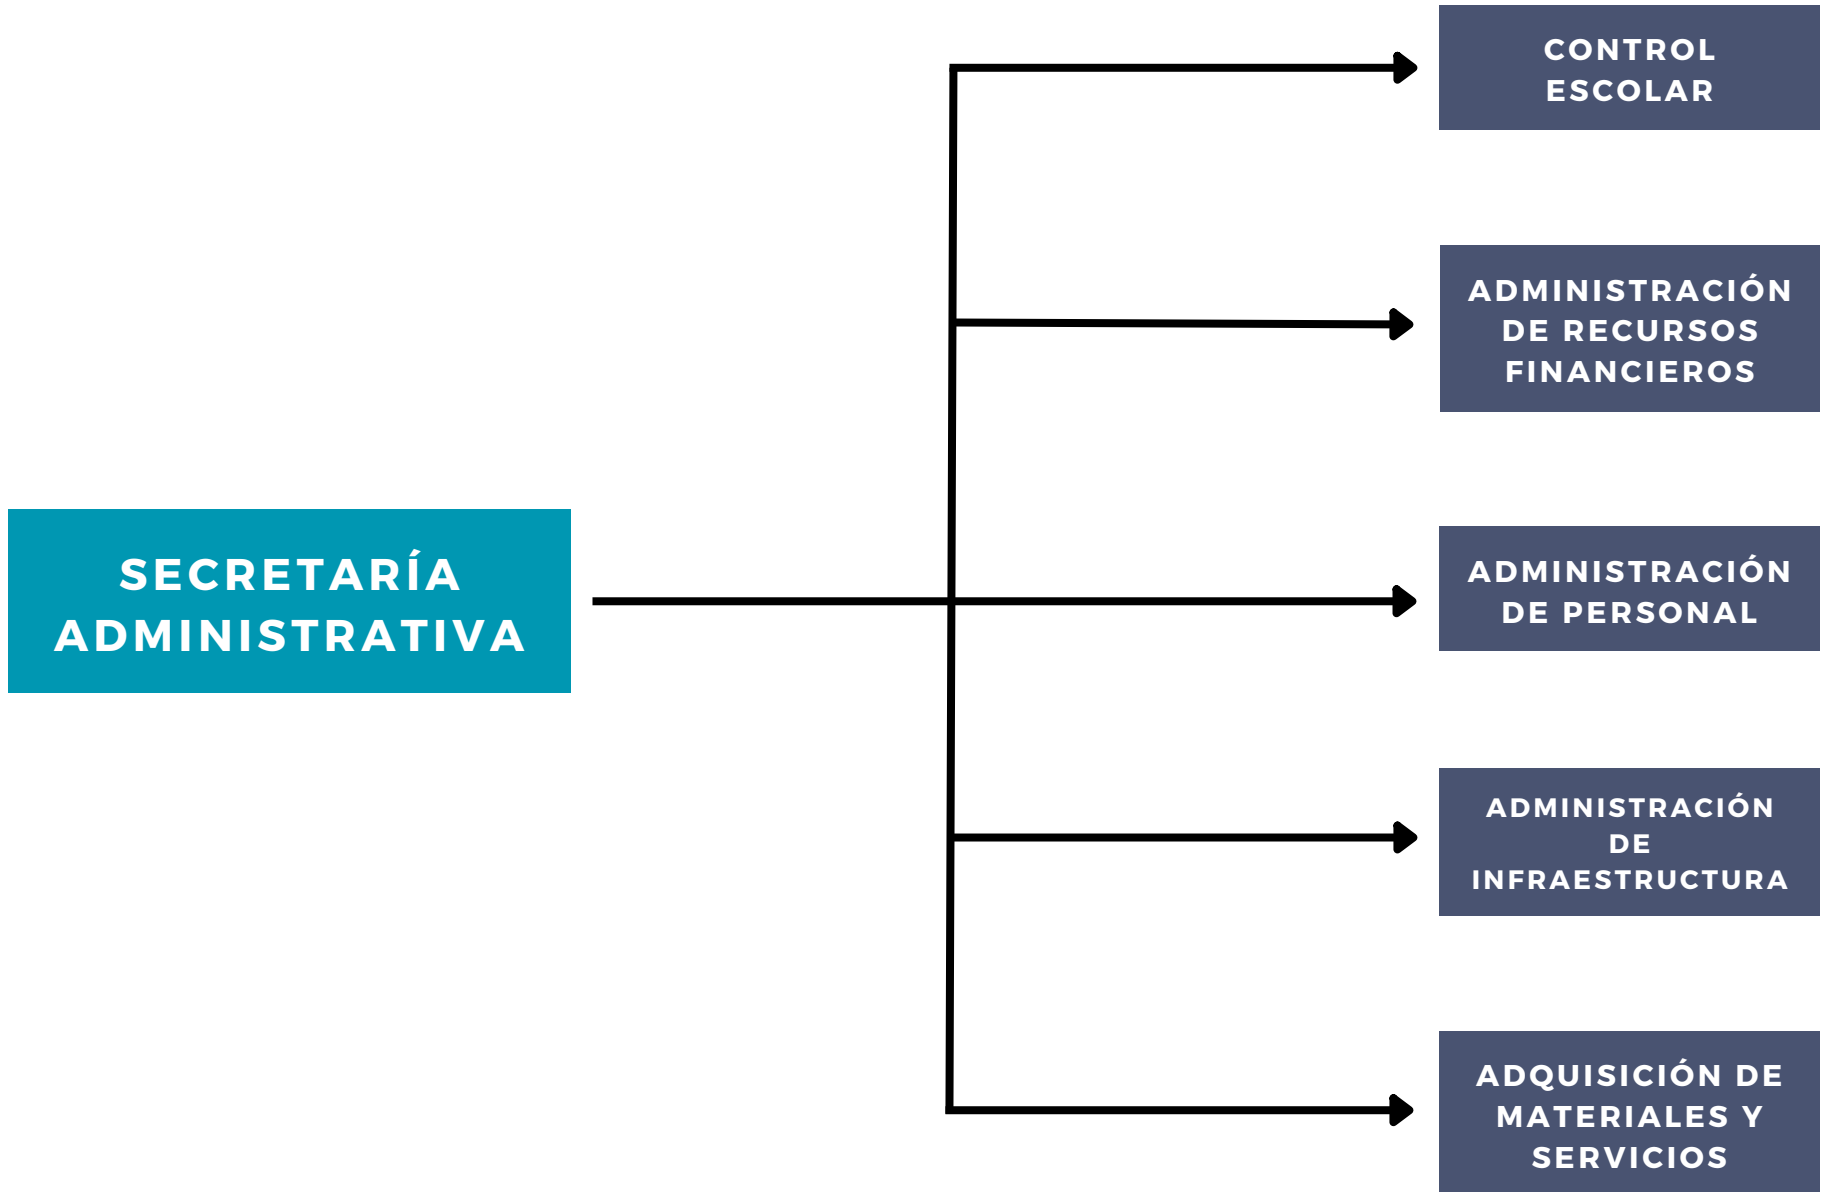 SECRETARÍA
ADMINISTRATIVA
CONTROL
ESCOLAR
ADMINISTRACIÓN
DE RECURSOS
FINANCIEROS
ADMINISTRACIÓN
DE PERSONAL
ADMINISTRACIÓN
DE
INFRAESTRUCTURA
ADQUISICIÓN DE
MATERIALES Y
SERVICIOS